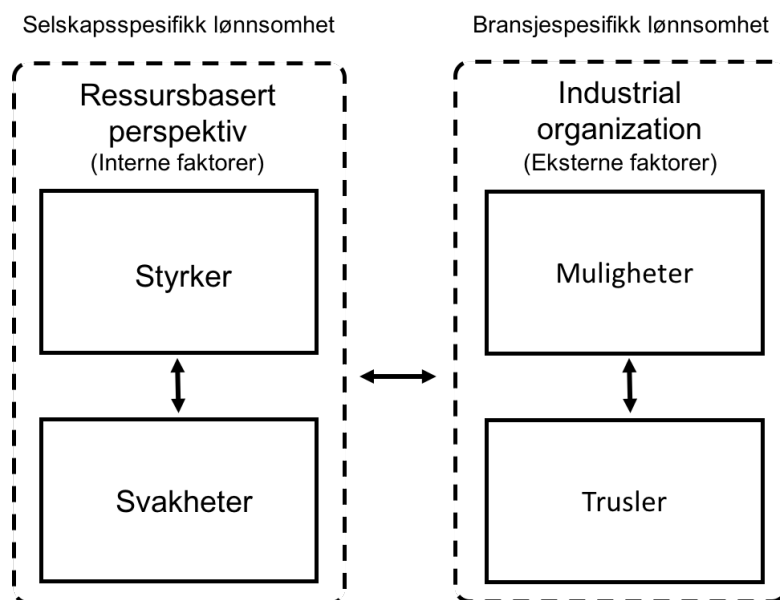 Selskapsspesifikk lønnsomhet
Ressursbasert
perspektiv
(Interne faktorer)
Styrker
Svakheter
Bransjespesifikk lønnsomhet
Industrial
organization
(Eksterne faktorer)
Muligheter
Trusler